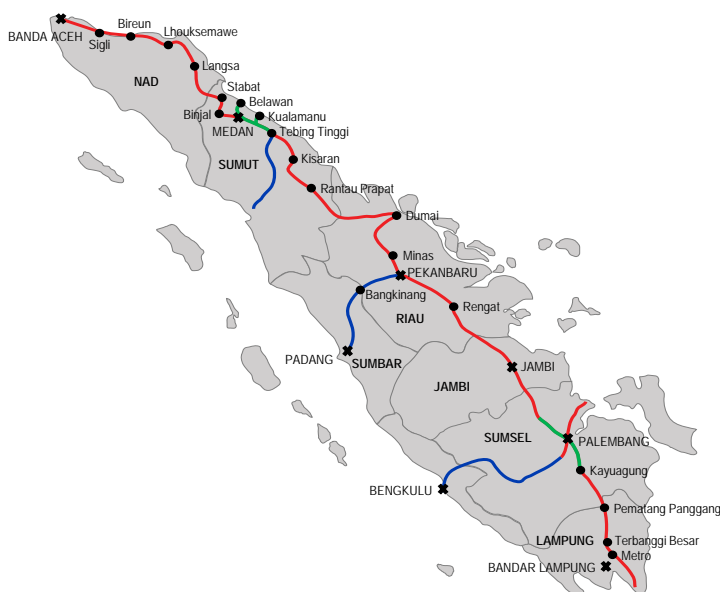 Bireun
Lhouksemawe
BANDA ACEH
Sigli
Langsa
NAD
Stabat
Belawan
Binjal
Kualamanu
MEDAN
Tebing Tinggi
SUMUT
Kisaran
Rantau Prapat
Dumai
Minas
PEKANBARU
Bangkinang
Rengat
RIAU
PADANG
SUMBAR
JAMBI
JAMBI
SUMSEL
PALEMBANG
Kayuagung
BENGKULU
Pematang Panggang
LAMPUNG
Terbanggi Besar
Metro
BANDAR LAMPUNG